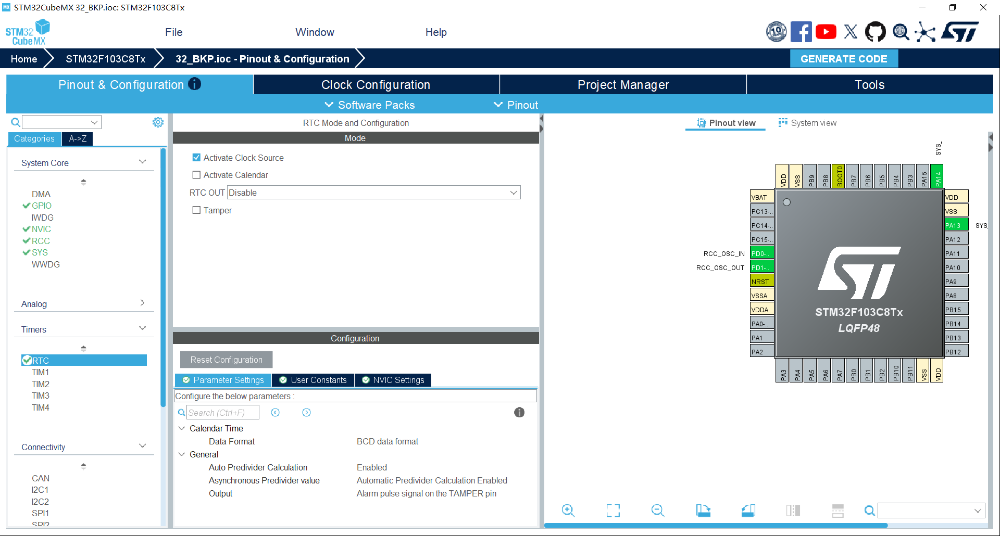 STM32CubeMX 32_BKP.ioc: STM32F103C8Tx
STM32
CubeMX
File
Window
Help
Home
STM32F103C8Tx
32_BKP.ioc - Pinout & Configuration
GENERATE CODE
Pinout & Configuration
Clock Configuration
Project Manager
Tools
Software Packs
Pinout
Categories
A->Z
System Core
DMA
GPIO
IWDG
NVIC
RCC
SYS
WWDG
Analog
Timers
RTC
TIM1
TIM2
TIM3
TIM4
Connectivity
CAN
I2C1
I2C2
SPI1
SPI2
RTC Mode and Configuration
Mode
Activate Clock Source
Activate Calendar
RTC OUT Disable
Tamper
Configuration
Reset Configuration
Parameter Settings
User Constants
NVIC Settings
Configure the below parameters :
Search (Ctrl+F)
Calendar Time
Data Format BCD data format
General
Auto Predivider Calculation Enabled
Asynchronous Predivider value Automatic Predivider Calculation Enabled
Output Alarm pulse signal on the TAMPER pin
Pinout view
System view
SYS_
VDD
VSS
PB9
PB8
BOOT0
PB7
PB6
PB5
PB4
PB3
PA15
PA14
VBAT
PC13-..
PC14-..
PC15-..
RCC_OSC_IN PD0-..
RCC_OSC_OUT PD1-..
NRST
VSSA
VDDA
PA0-..
PA1
PA2
STM32F103C8Tx
LQFP48
VDD
VSS
PA13 SYS_
PA12
PA11
PA10
PA9
PA8
PB15
PB14
PB13
PB12
PA3
PA4
PA5
PA6
PA7
PB0
PB1
PB2
PB10
PB11
VSS
VDD